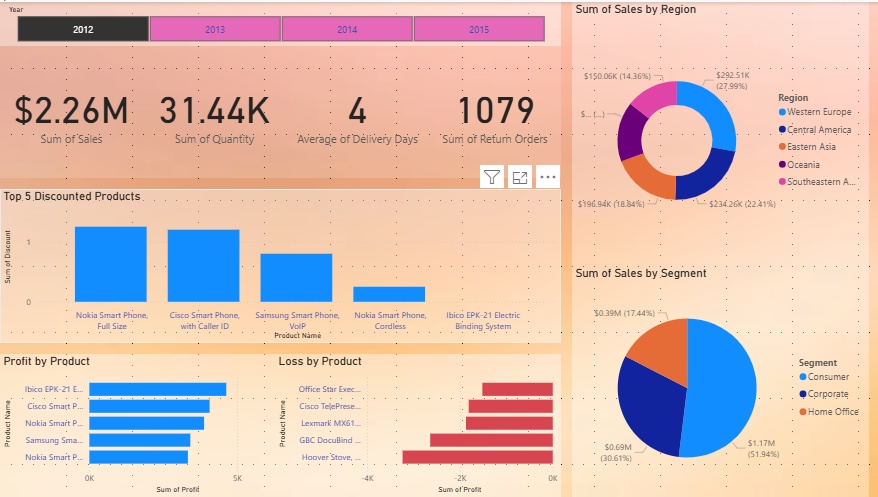 Year
2012
2013
2014
2015
$2.26M
Sum of Sales
31.44K
Sum of Quantity
4
Average of Delivery Days
1079
Sum of Return Orders
Top 5 Discounted Products
Sum of Discount
1
0
Nokia Smart Phone,
Full Size
Cisco Smart Phone,
with Caller ID
Samsung Smart Phone,
VoIP
Nokia Smart Phone,
Cordless
Ibico EPK-21 Electric
Binding System
Product Name
Profit by Product
Product Name
Ibico EPK-21 E...
Cisco Smart P...
Nokia Smart P...
Samsung Sma...
Nokia Smart P...
0K
5K
Sum of Profit
Loss by Product
Product Name
Office Star Exec...
Cisco TelePrese...
Lexmark MX61...
GBC DocuBind ...
Hoover Stove, ...
-4K
-2K
0K
Sum of Profit
Sum of Sales by Region
$150.06K (14.36%)
$292.51K
(27.99%)
$... (...)
$196.94K (18.84%)
$234.26K (22.41%)
Region
Western Europe
Central America
Eastern Asia
Oceania
Southeastern A...
Sum of Sales by Segment
$0.39M (17.44%)
$0.69M
(30.61%)
$1.17M
(51.94%)
Segment
Consumer
Corporate
Home Office